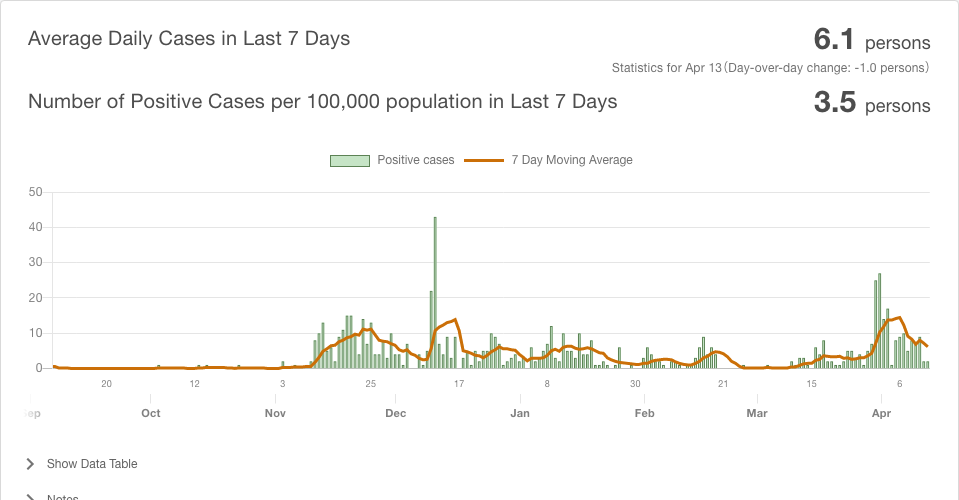 Average Daily Cases in Last 7 Days
6.1 persons
Statistics for Apr 13(Day-over-day change: -1.0 persons)
Number of Positive Cases per 100,000 population in Last 7 Days
3.5 persons
Positive cases 7 Day Moving Average
50
40
30
20
10
0
20 12 3 25 17 8 30 21 15 6
Oct Nov Dec Jan Feb Mar Apr
Show Data Table
Notes